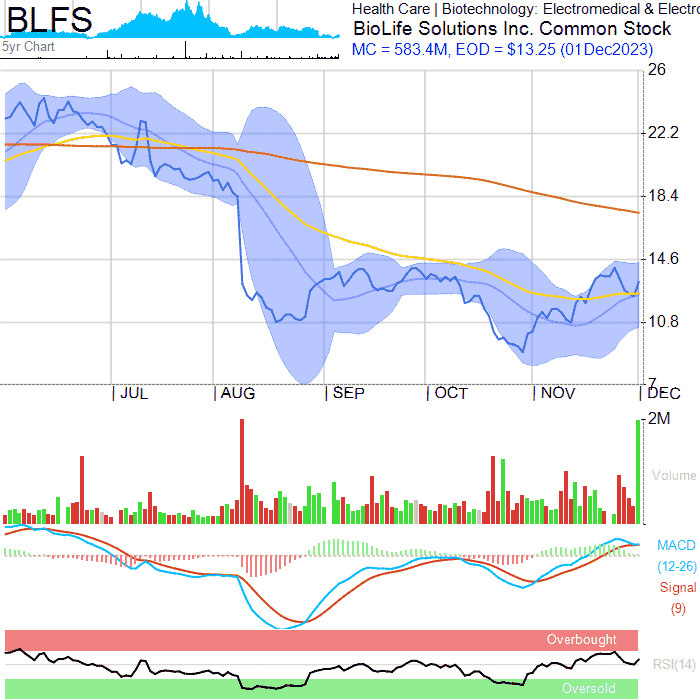 BLFS
5yr Chart
Health Care | Biotechnology: Electromedical & Electro
BioLife Solutions Inc. Common Stock
MC = 583.4M, EOD = $13.25 (01Dec2023)
26
22.2
18.4
14.6
10.8
7
JUL AUG SEP OCT NOV DEC
2M
Volume
MACD
(12-26)
Signal
(9)
Overbought
RSI(14)
Oversold